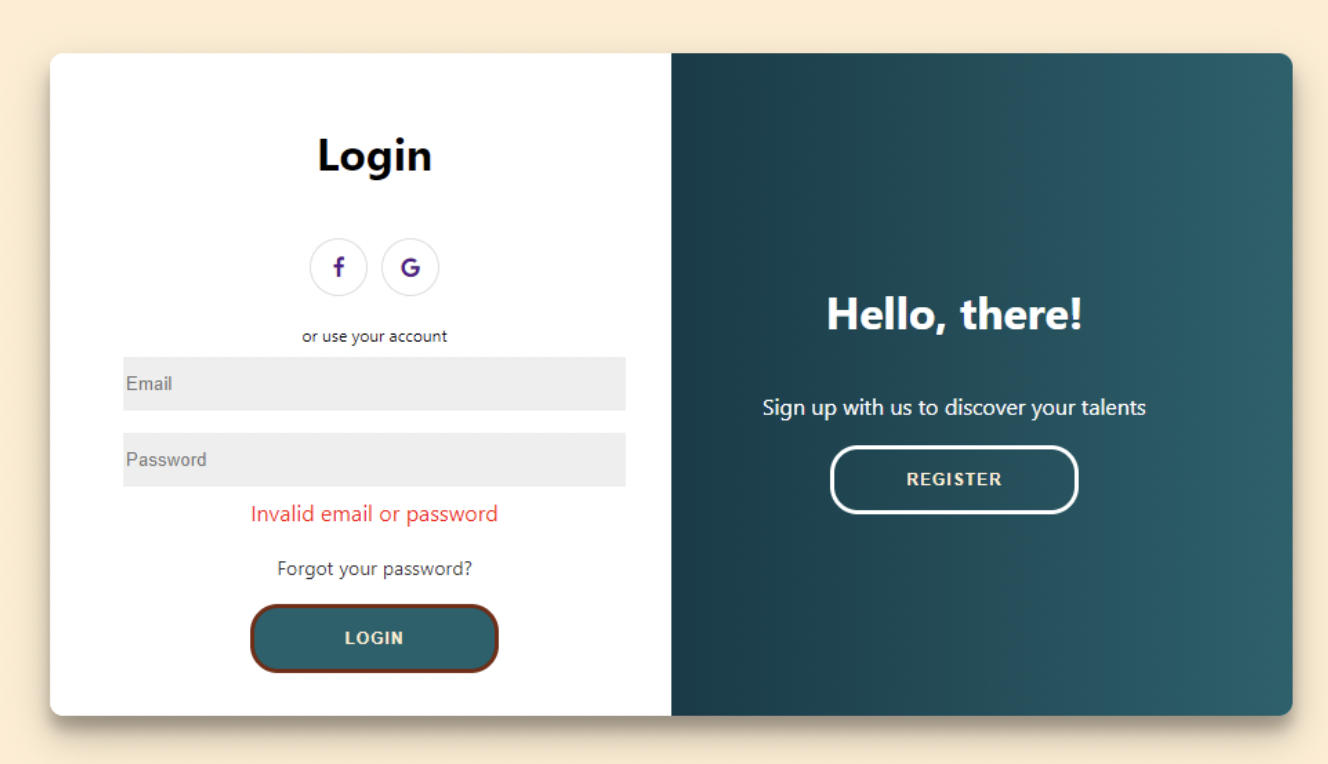 Login
f G
or use your account
Email
Password
Invalid email or password
Forgot your password?
LOGIN
Hello, there!
Sign up with us to discover your talents
REGISTER